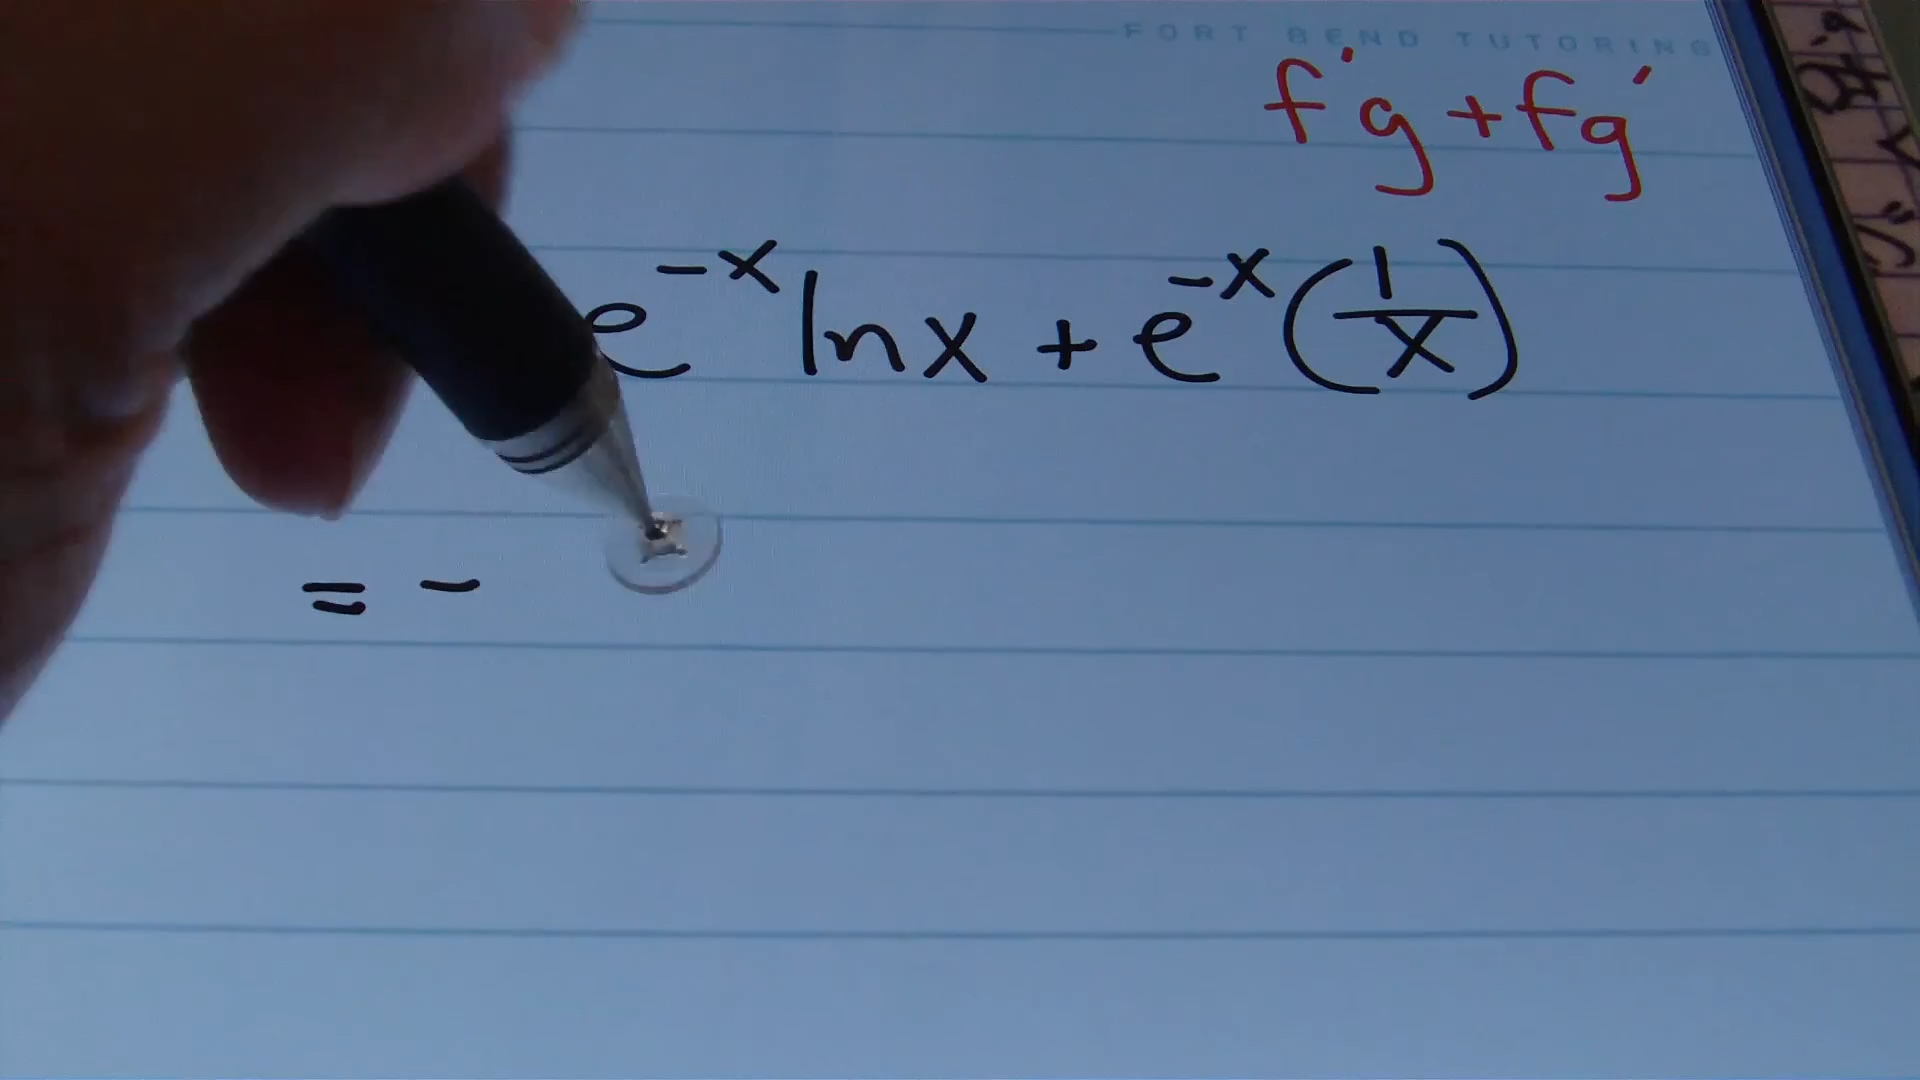 FORT BEND TUTORING
f'g + fg'
e^{-x} ln x + e^{-x} (1/x)
= -